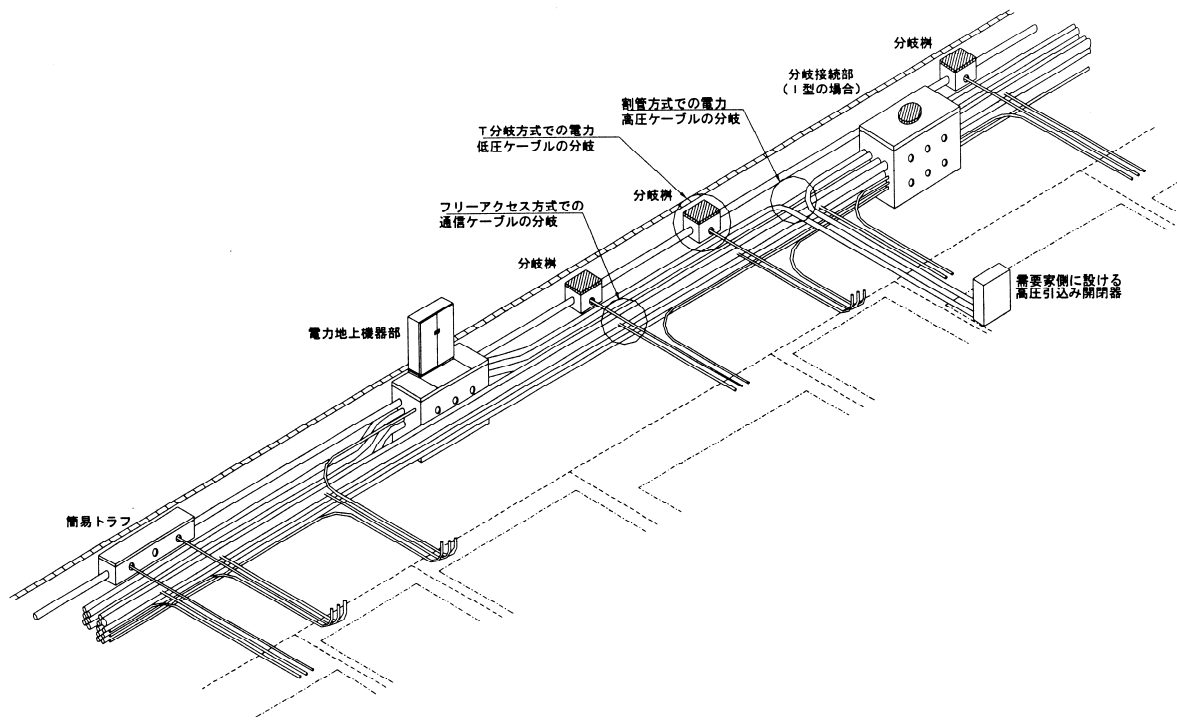 分岐桝
分岐接続部
(I型の場合)
割管方式での電力
高圧ケーブルの分岐
T分岐方式での電力
低圧ケーブルの分岐
分岐桝
フリーアクセス方式での
通信ケーブルの分岐
分岐桝
需要家側に設ける
高圧引込み開閉器
電力地上機器部
簡易トラフ